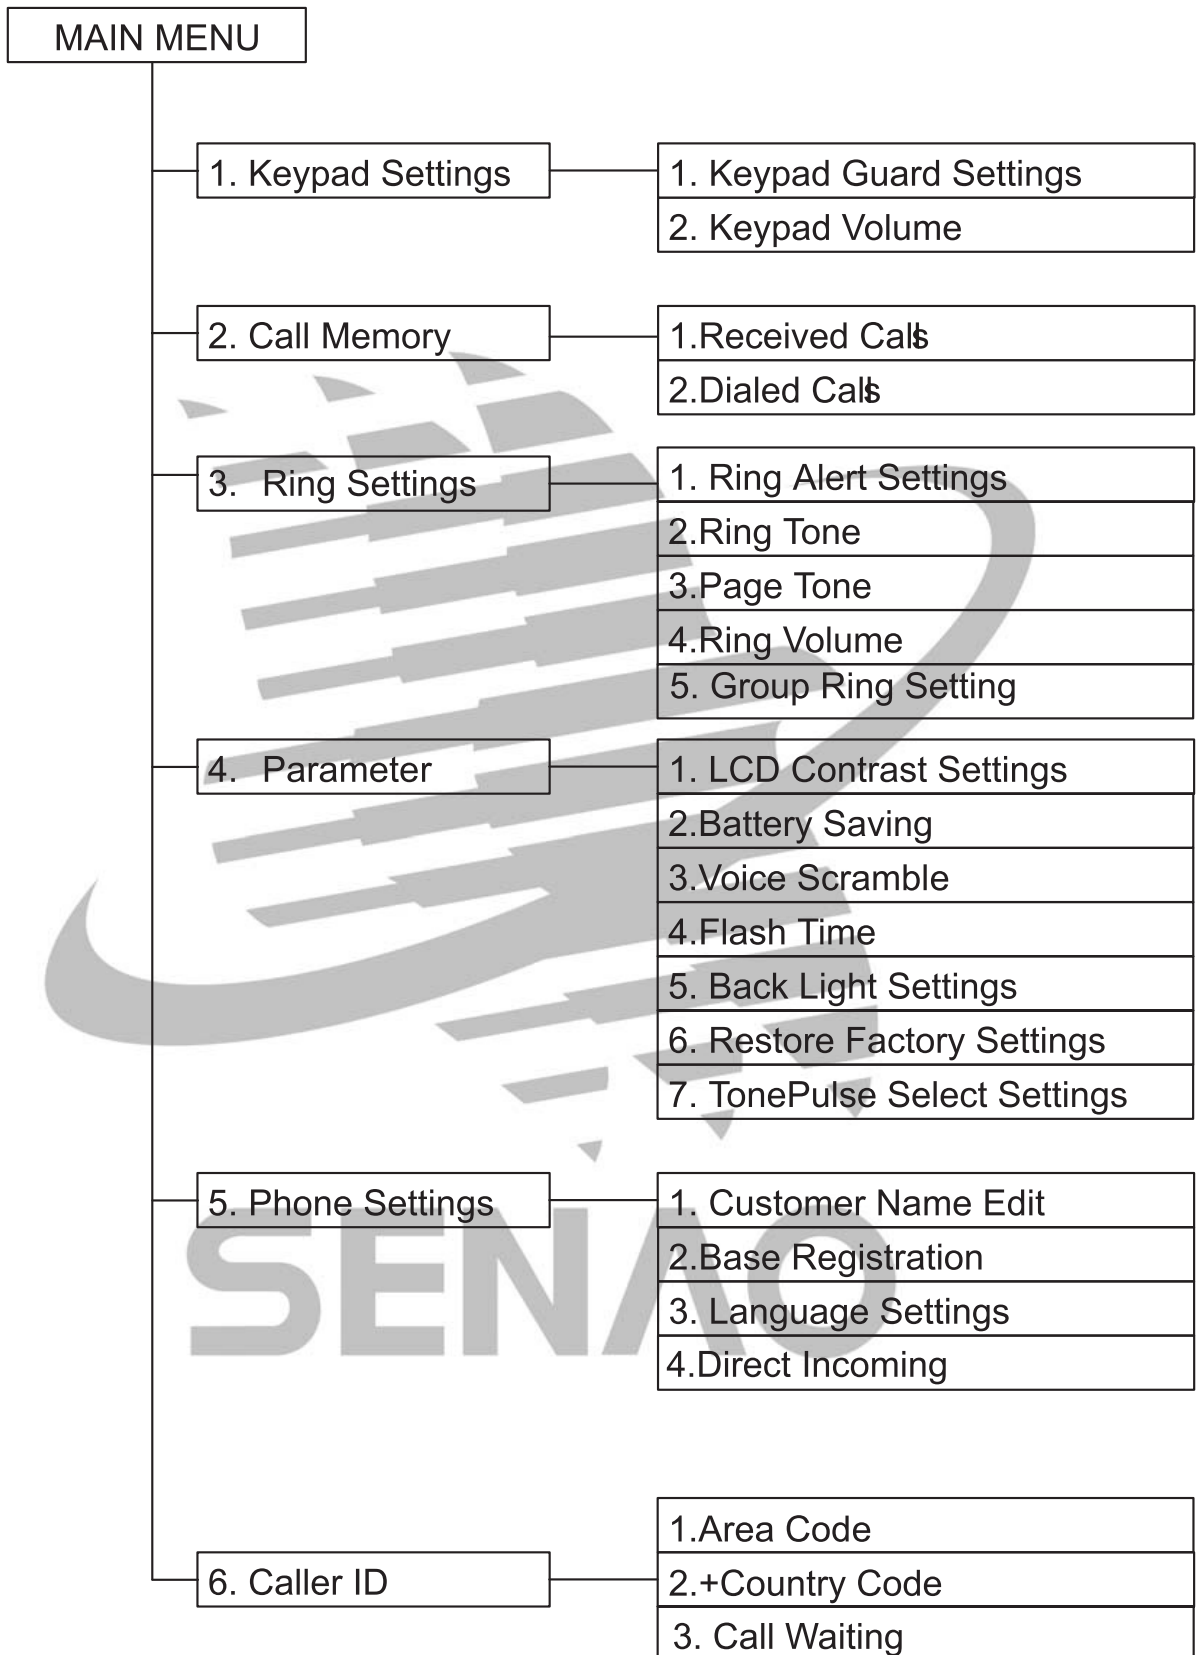 MAIN MENU
1. Keypad Settings
1. Keypad Guard Settings
2. Keypad Volume
2. Call Memory
1.Received Calls
2.Dialed Calls
3. Ring Settings
1. Ring Alert Settings
2.Ring Tone
3.Page Tone
4.Ring Volume
5. Group Ring Setting
4. Parameter
1. LCD Contrast Settings
2.Battery Saving
3.Voice Scramble
4.Flash Time
5. Back Light Settings
6. Restore Factory Settings
7. TonePulse Select Settings
5. Phone Settings
1. Customer Name Edit
2.Base Registration
3. Language Settings
4.Direct Incoming
SENAO
6. Caller ID
1.Area Code
2.+Country Code
3. Call Waiting